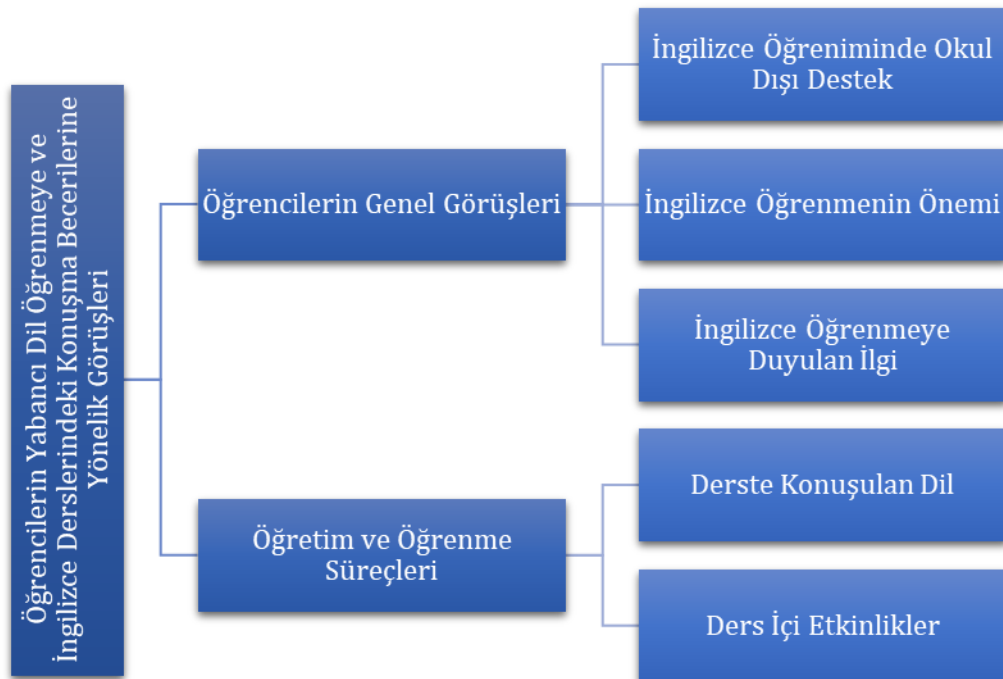 Öğrencilerin Yabancı Dil Öğrenmeye ve
İngilizce Derslerindeki Konuşma Becerilerine
Yönelik Görüşleri
Öğrencilerin Genel Görüşleri
İngilizce Öğreniminde Okul
Dışı Destek
İngilizce Öğrenmenin Önemi
İngilizce Öğrenmeye
Duyulan İlgi
Öğretim ve Öğrenme
Süreçleri
Derste Konuşulan Dil
Ders İçi Etkinlikler